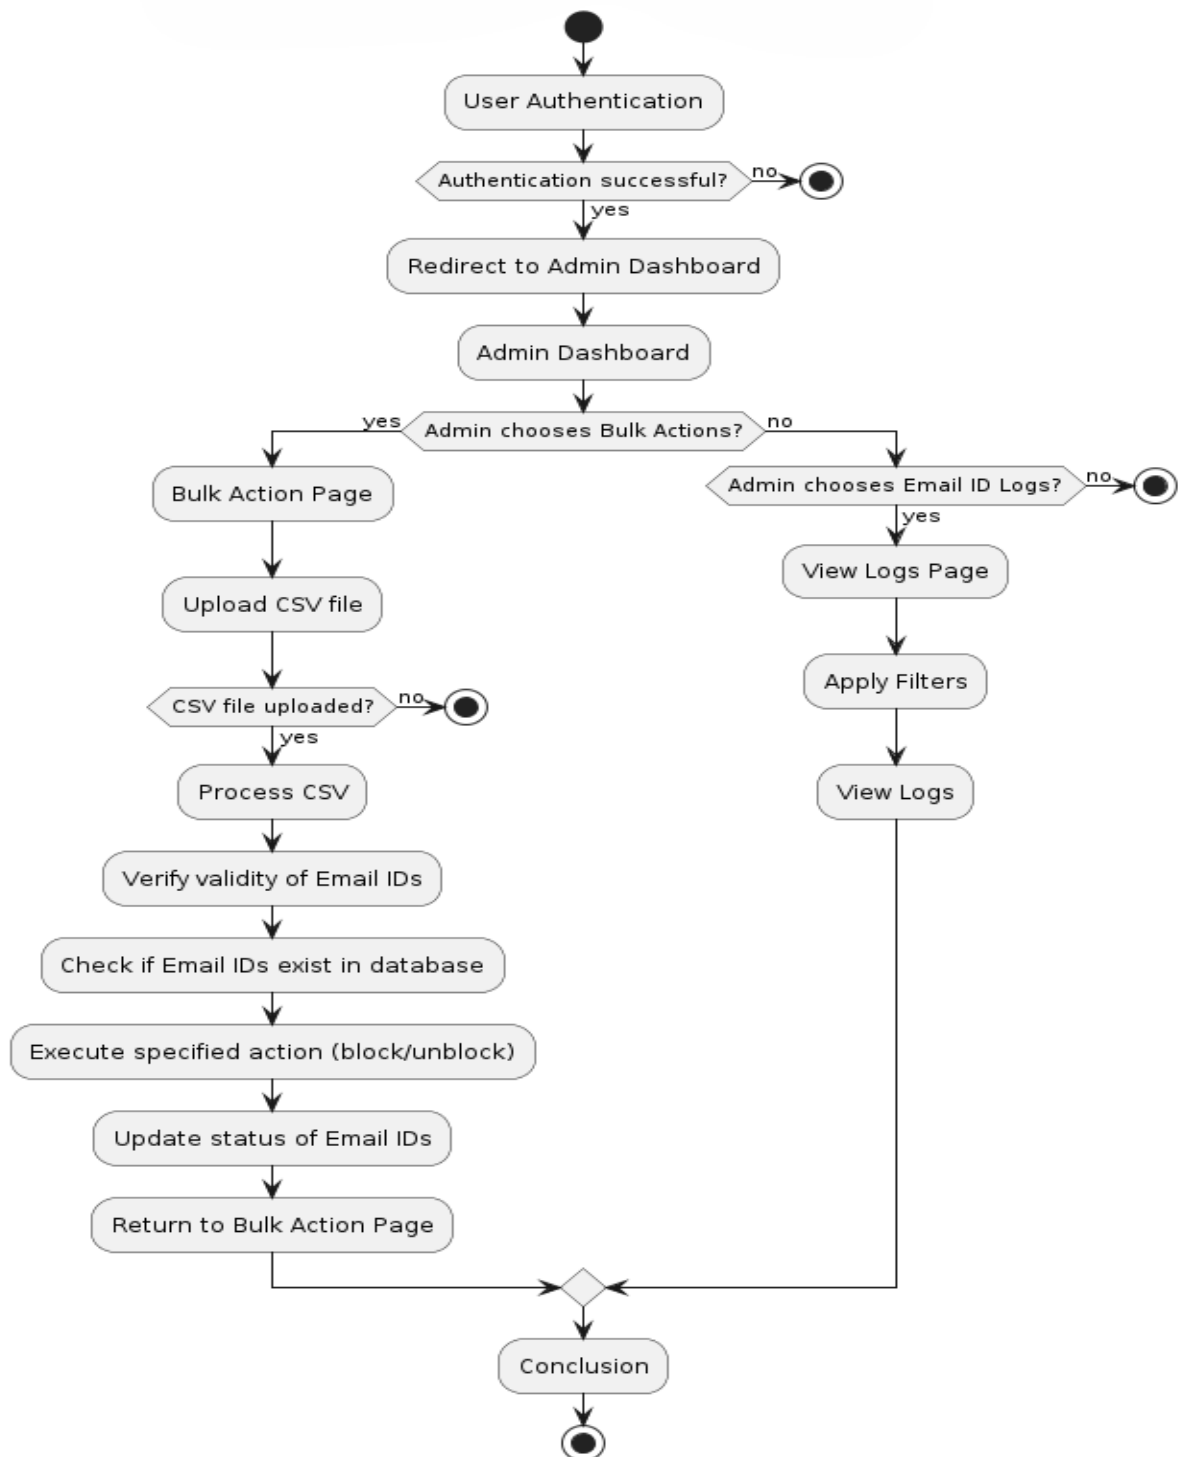 User Authentication
Authentication successful?
no
yes
Redirect to Admin Dashboard
Admin Dashboard
yes
Admin chooses Bulk Actions?
no
Bulk Action Page
Admin chooses Email ID Logs?
no
yes
View Logs Page
Upload CSV file
Apply Filters
CSV file uploaded?
no
yes
Process CSV
View Logs
Verify validity of Email IDs
Check if Email IDs exist in database
Execute specified action (block/unblock)
Update status of Email IDs
Return to Bulk Action Page
Conclusion